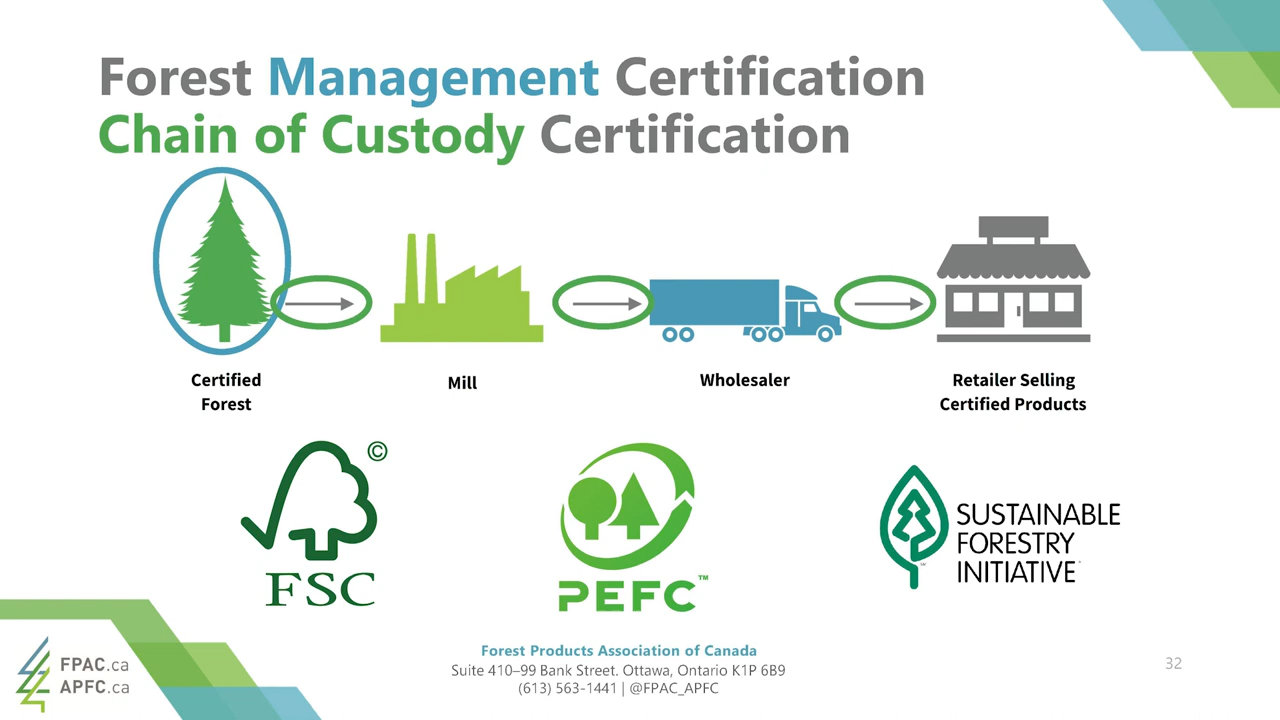 Forest Management Certification
Chain of Custody Certification
Certified
Forest
Mill
Wholesaler
Retailer Selling
Certified Products
©
FSC
PEFC™
SUSTAINABLE
FORESTRY
INITIATIVE
FPAC.ca
APFC.ca
Forest Products Association of Canada
Suite 410–99 Bank Street. Ottawa, Ontario K1P 6B9
(613) 563-1441 | @FPAC_APFC
32